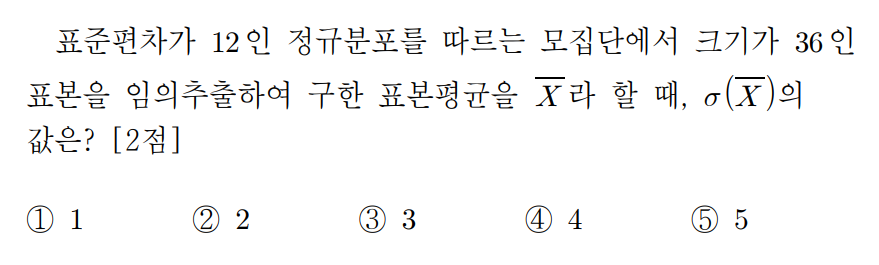 표준편차가 12인 정규분포를 따르는 모집단에서 크기가 36인
표본을 임의추출하여 구한 표본평균을 X̅라 할 때, σ(X̅)의
값은? [2점]
① 1 ② 2 ③ 3 ④ 4 ⑤ 5